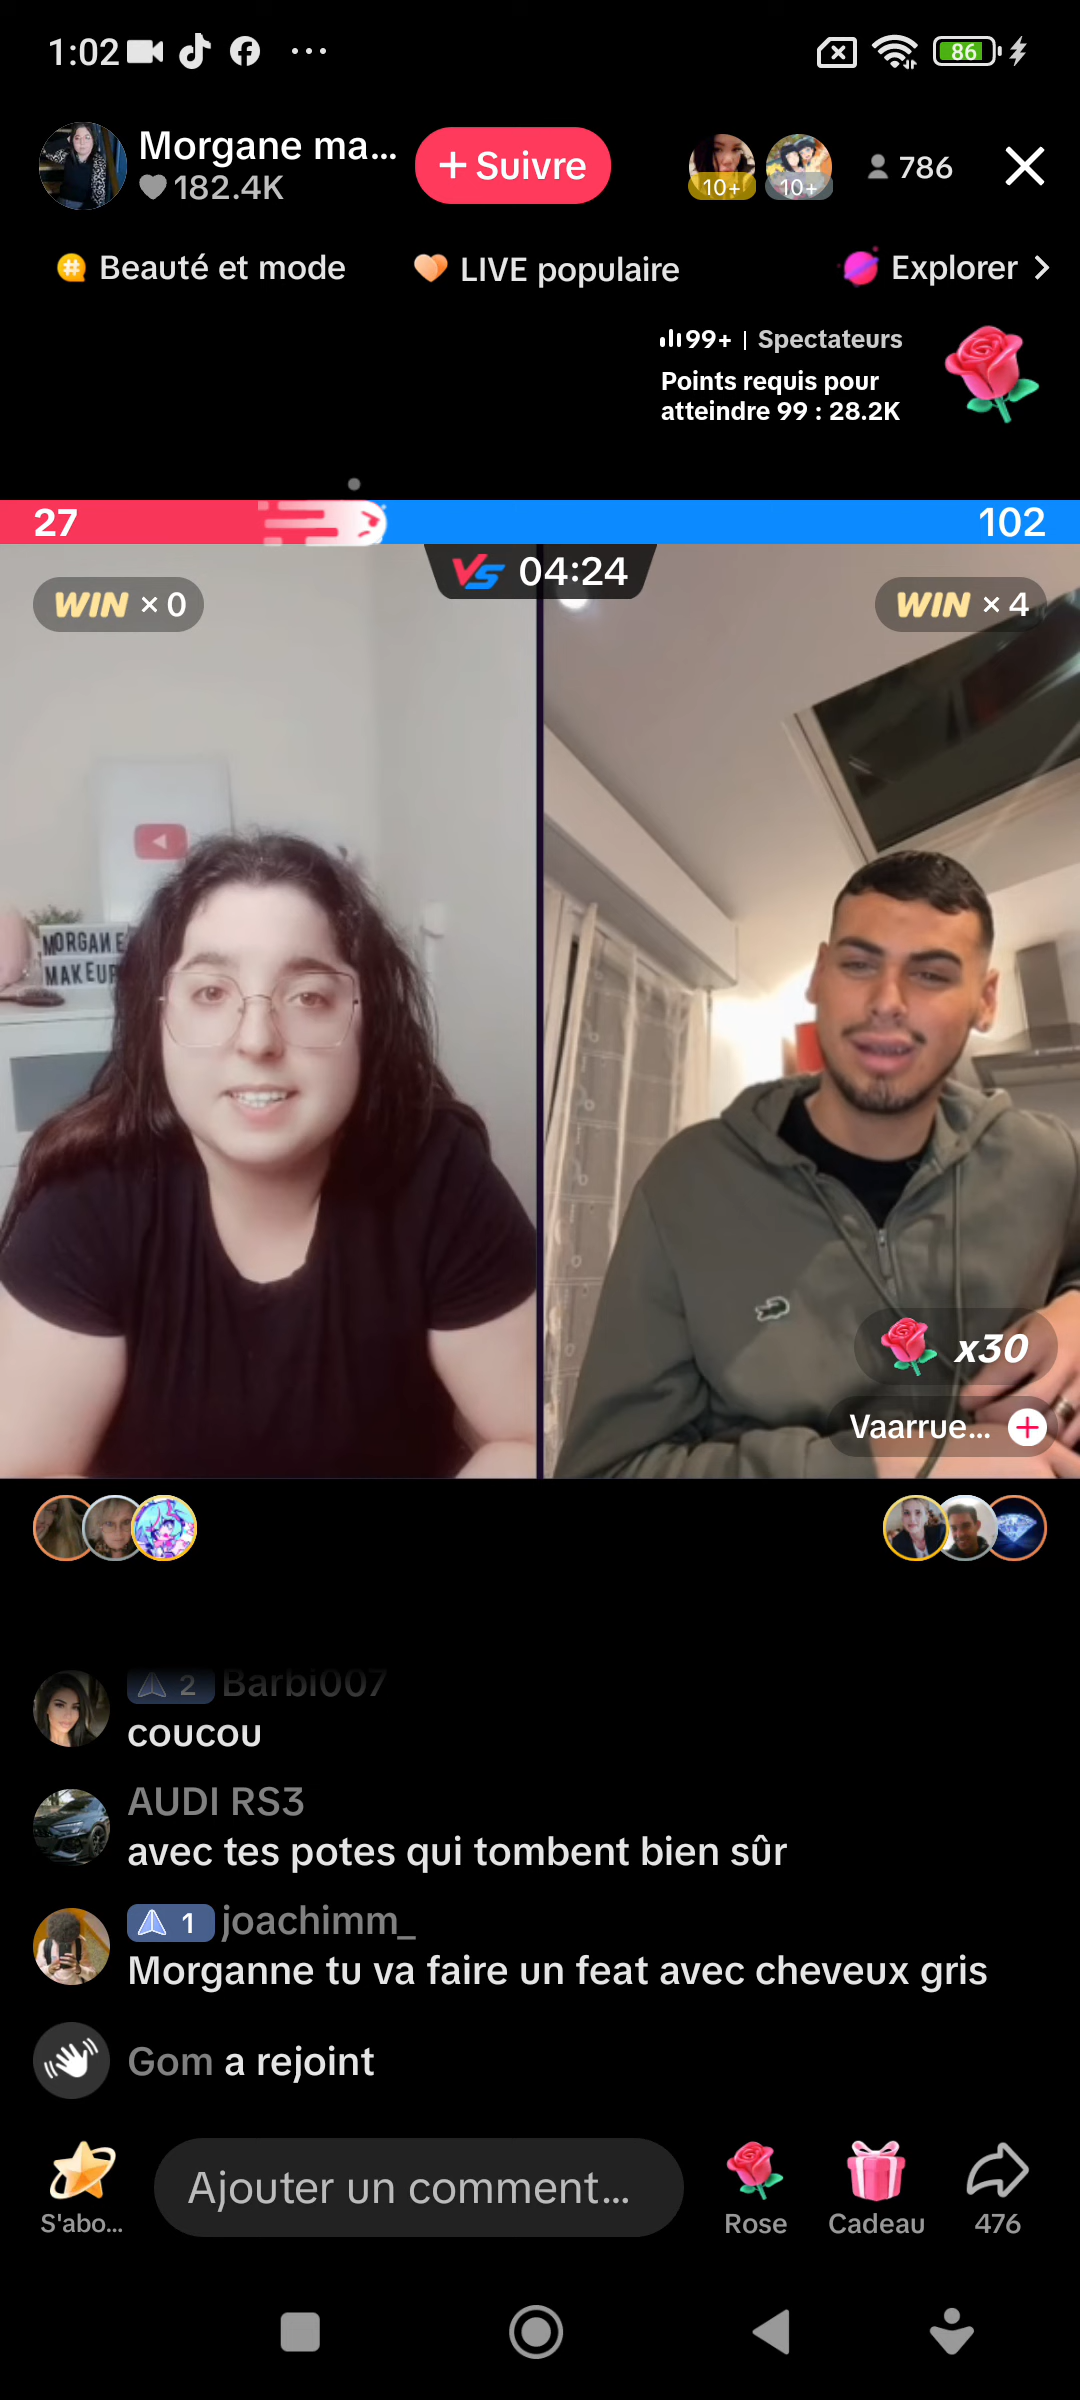 1:02
86
Morgane ma...
182.4K
+ Suivre
10+
10+
786
Beauté et mode
LIVE populaire
Explorer >
99+ | Spectateurs
Points requis pour
atteindre 99 : 28.2K
27
102
VS 04:24
WIN × 0
WIN × 4
MORGANE
MAKEUP
x30
Vaarrue...
2 Barbi007
coucou
AUDI RS3
avec tes potes qui tombent bien sûr
1 joachimm_
Morganne tu va faire un feat avec cheveux gris
Gom a rejoint
S'abo...
Ajouter un comment...
Rose
Cadeau
476